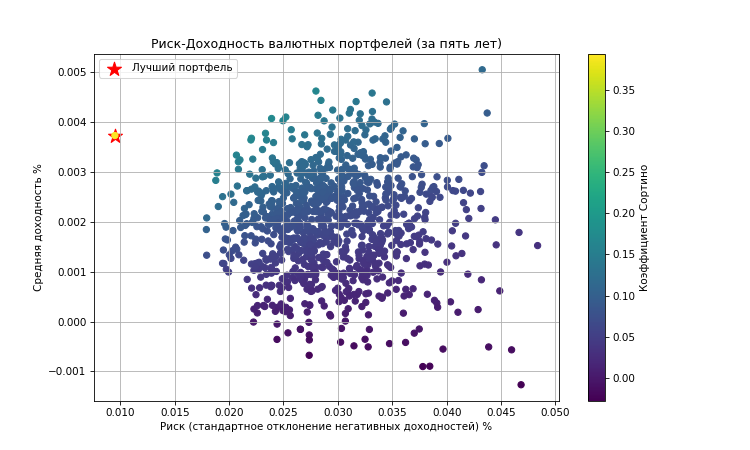 Риск-Доходность валютных портфелей (за пять лет)
Лучший портфель
0.005
0.004
0.003
0.002
0.001
0.000
−0.001
Средняя доходность %
0.010 0.015 0.020 0.025 0.030 0.035 0.040 0.045 0.050
Риск (стандартное отклонение негативных доходностей) %
0.35
0.30
0.25
0.20
0.15
0.10
0.05
0.00
Коэффициент Сортино